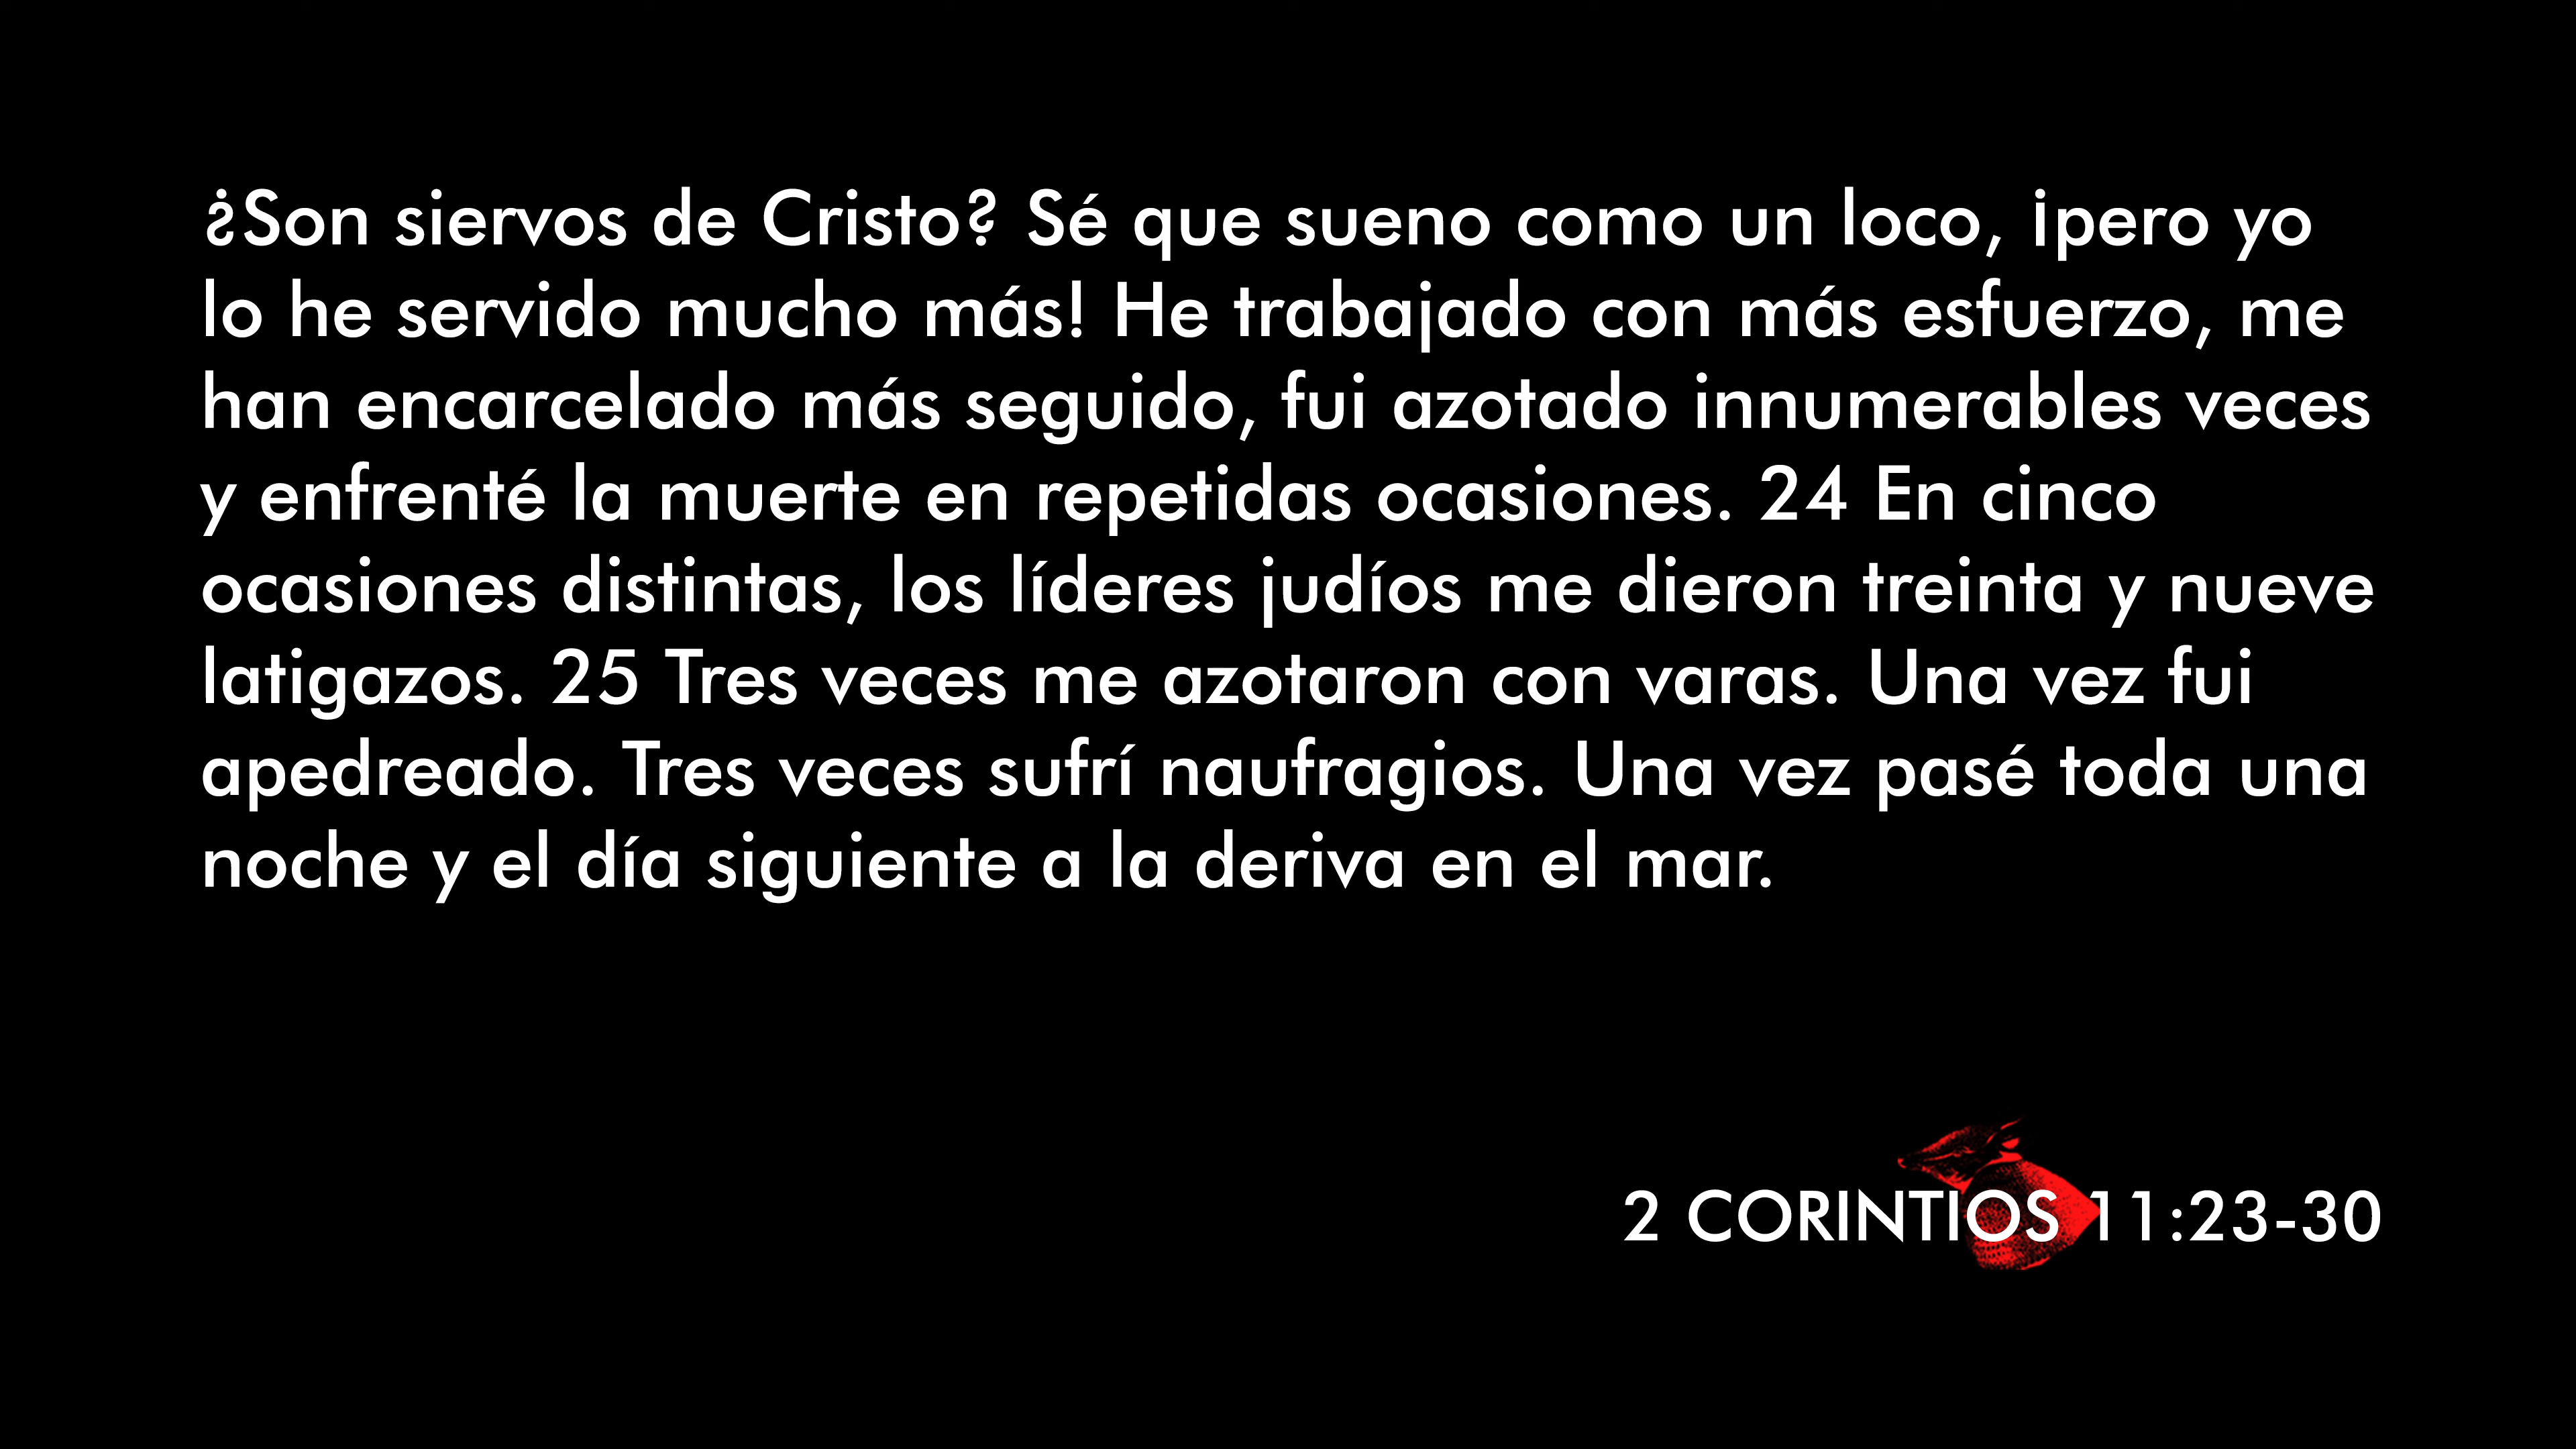 ¿Son siervos de Cristo? Sé que sueno como un loco, ¡pero yo
lo he servido mucho más! He trabajado con más esfuerzo, me
han encarcelado más seguido, fui azotado innumerables veces
y enfrenté la muerte en repetidas ocasiones. 24 En cinco
ocasiones distintas, los líderes judíos me dieron treinta y nueve
latigazos. 25 Tres veces me azotaron con varas. Una vez fui
apedreado. Tres veces sufrí naufragios. Una vez pasé toda una
noche y el día siguiente a la deriva en el mar.
2 CORINTIOS 11:23-30